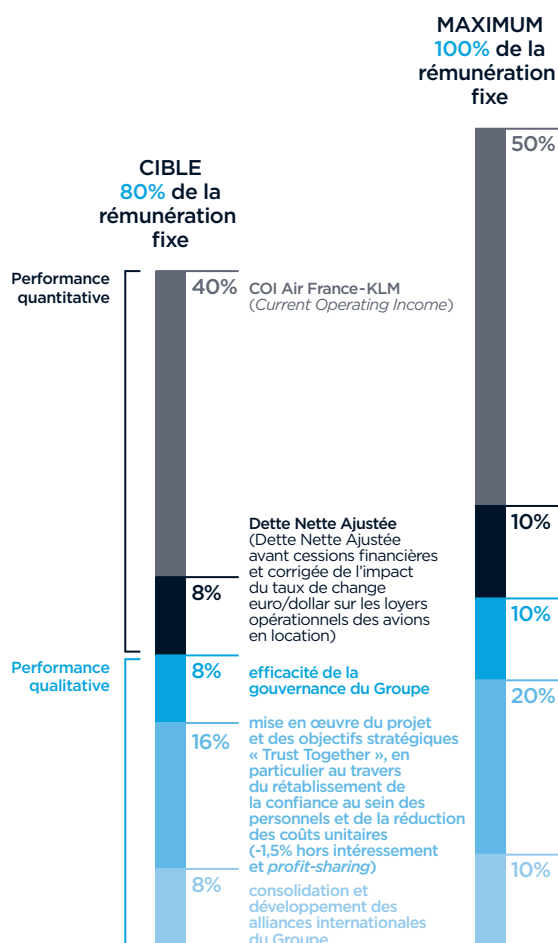 MAXIMUM
100% de la
rémunération
fixe
50%
CIBLE
80% de la
rémunération
fixe
Performance
quantitative
40%
COI Air France-KLM
(Current Operating Income)
Dette Nette Ajustée
(Dette Nette Ajustée
avant cessions financières
et corrigée de l’impact
du taux de change
euro/dollar sur les loyers
opérationnels des avions
en location)
8%
10%
Performance
qualitative
8%
efficacité de la
gouvernance du Groupe
10%
16%
mise en œuvre du projet
et des objectifs stratégiques
« Trust Together », en
particulier au travers
du rétablissement de
la confiance au sein des
personnels et de la réduction
des coûts unitaires
(-1,5% hors intéressement
et profit-sharing)
20%
8%
consolidation et
développement des
alliances internationales
du Groupe
10%